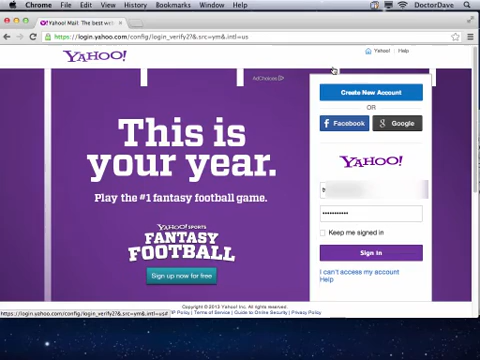 Chrome File Edit View History Bookmarks Window Help DoctorDave
Yahoo! Mail: The best web
https://login.yahoo.com/config/login_verify2?&.src=ym&.intl=us
YAHOO!
Yahoo! Help
AdChoices
Create New Account
OR
Facebook Google
This is
your year.
YAHOO!
Play the #1 fantasy football game.
Keep me signed in
YAHOO! SPORTS
FANTASY
FOOTBALL
Sign In
Sign up now for free
I can't access my account
Help
Copyright © 2013 Yahoo! Inc. All rights reserved.
https://login.yahoo.com/config/login_verify2?&.src=ym&.intl=us# IP Policy | Terms of Service | Guide to Online Security | Privacy Policy